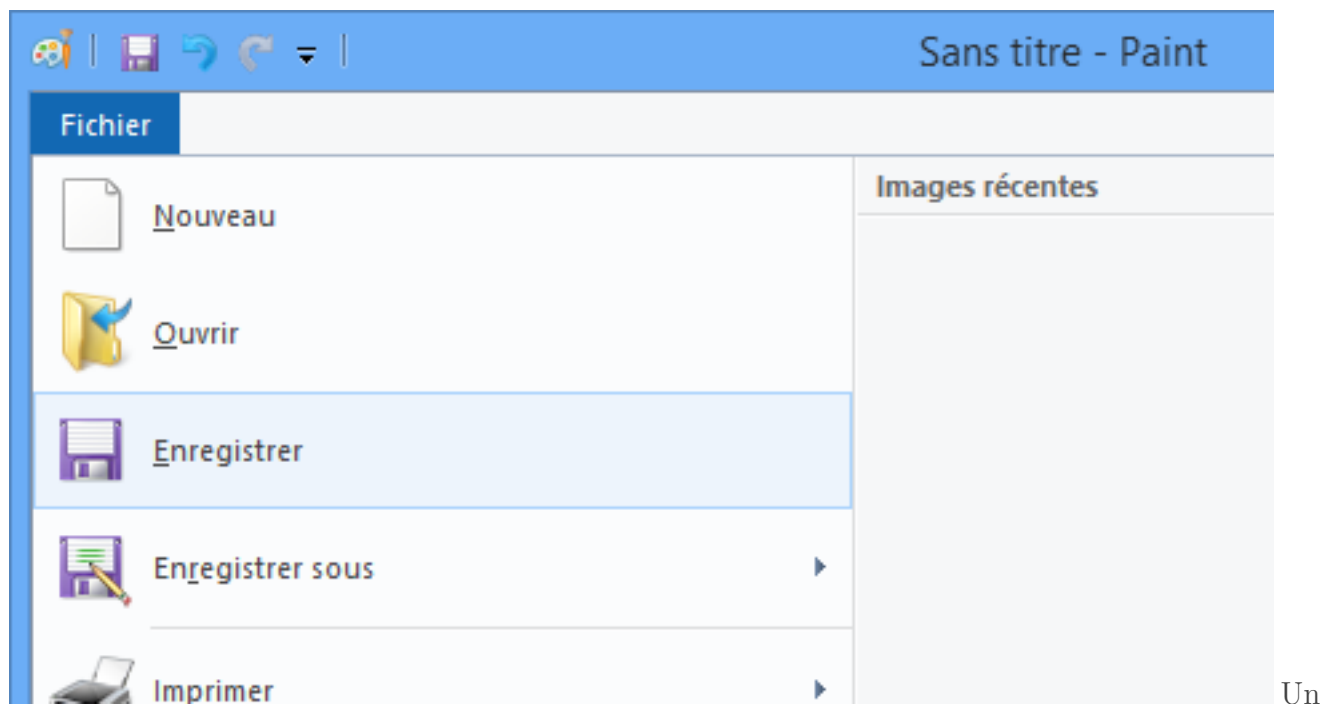 Sans titre - Paint
Fichier
Images récentes
Nouveau
Ouvrir
Enregistrer
Enregistrer sous
Imprimer
Un